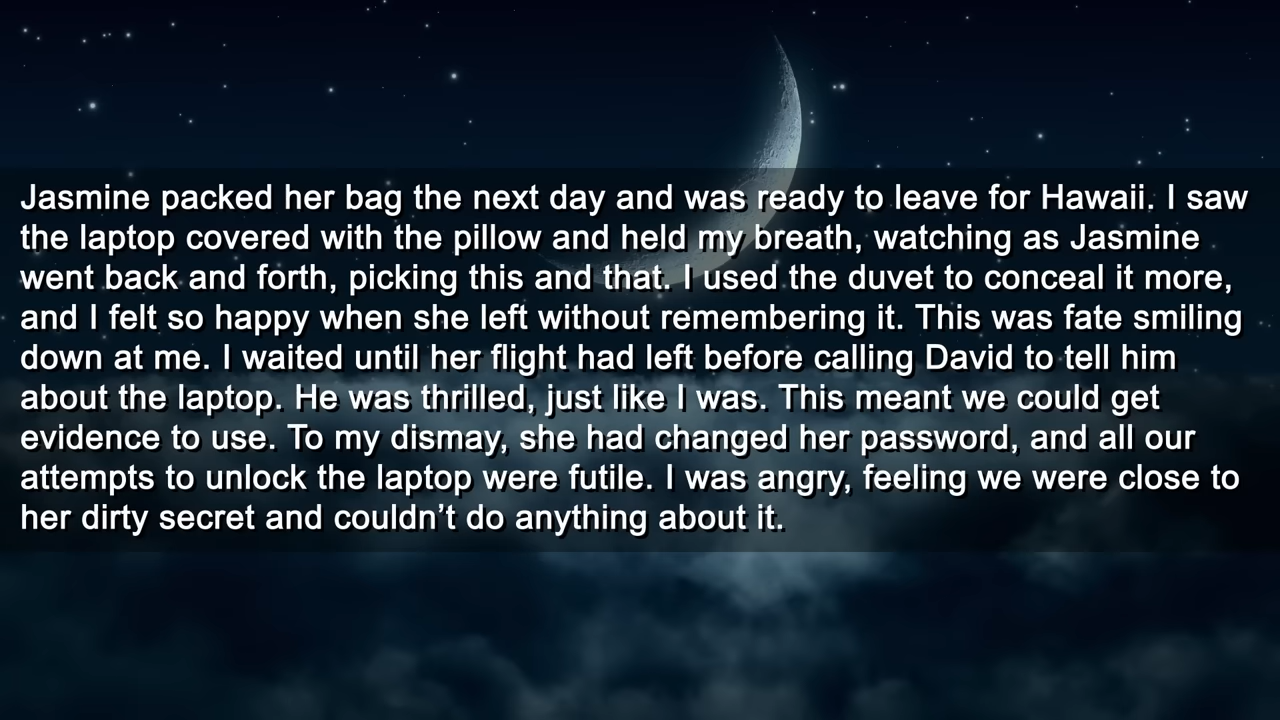 Jasmine packed her bag the next day and was ready to leave for Hawaii. I saw
the laptop covered with the pillow and held my breath, watching as Jasmine
went back and forth, picking this and that. I used the duvet to conceal it more,
and I felt so happy when she left without remembering it. This was fate smiling
down at me. I waited until her flight had left before calling David to tell him
about the laptop. He was thrilled, just like I was. This meant we could get
evidence to use. To my dismay, she had changed her password, and all our
attempts to unlock the laptop were futile. I was angry, feeling we were close to
her dirty secret and couldn’t do anything about it.